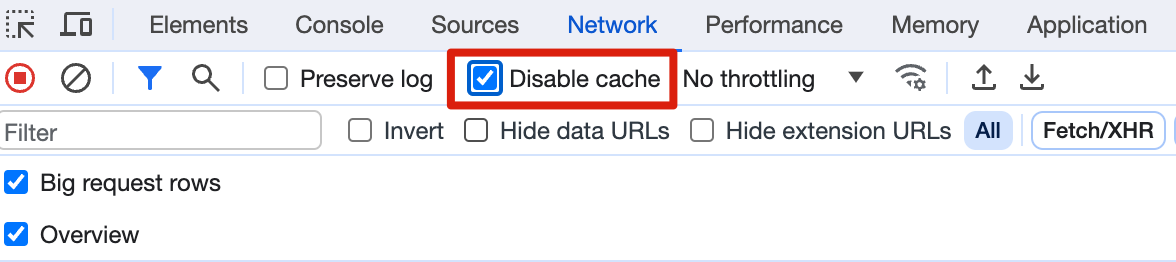 Elements Console Sources Network Performance Memory Application
Preserve log Disable cache No throttling
Filter Invert Hide data URLs Hide extension URLs All Fetch/XHR
Big request rows
Overview